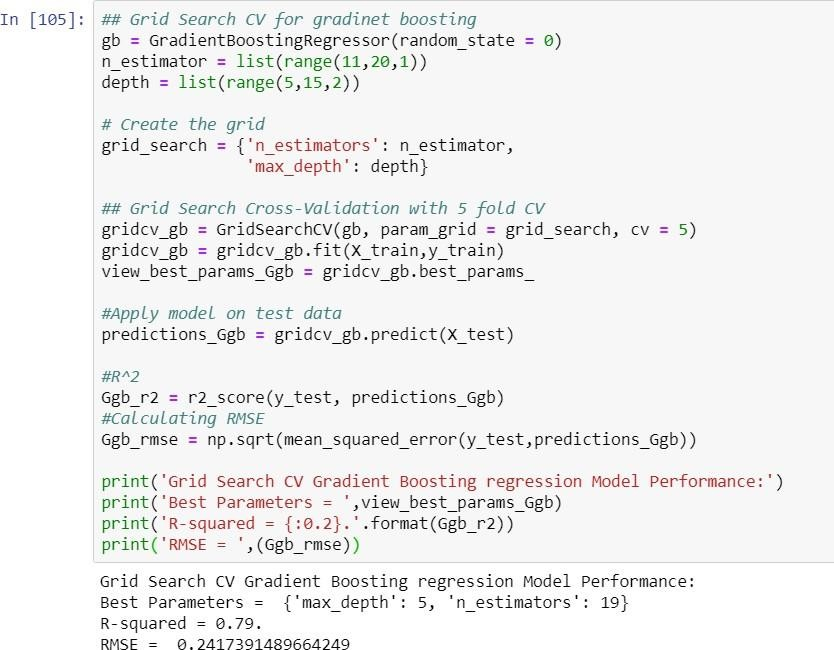 In [105]: ## Grid Search CV for gradinet boosting
gb = GradientBoostingRegressor(random_state = 0)
n_estimator = list(range(11,20,1))
depth = list(range(5,15,2))
# Create the grid
grid_search = {'n_estimators': n_estimator,
'max_depth': depth}
## Grid Search Cross-Validation with 5 fold CV
gridcv_gb = GridSearchCV(gb, param_grid = grid_search, cv = 5)
gridcv_gb = gridcv_gb.fit(X_train,y_train)
view_best_params_Ggb = gridcv_gb.best_params_
#Apply model on test data
predictions_Ggb = gridcv_gb.predict(X_test)
#R^2
Ggb_r2 = r2_score(y_test, predictions_Ggb)
#Calculating RMSE
Ggb_rmse = np.sqrt(mean_squared_error(y_test,predictions_Ggb))
print('Grid Search CV Gradient Boosting regression Model Performance:')
print('Best Parameters = ',view_best_params_Ggb)
print('R-squared = {:0.2}.'.format(Ggb_r2))
print('RMSE = ',(Ggb_rmse))
Grid Search CV Gradient Boosting regression Model Performance:
Best Parameters =  {'max_depth': 5, 'n_estimators': 19}
R-squared = 0.79.
RMSE =  0.2417391489664249